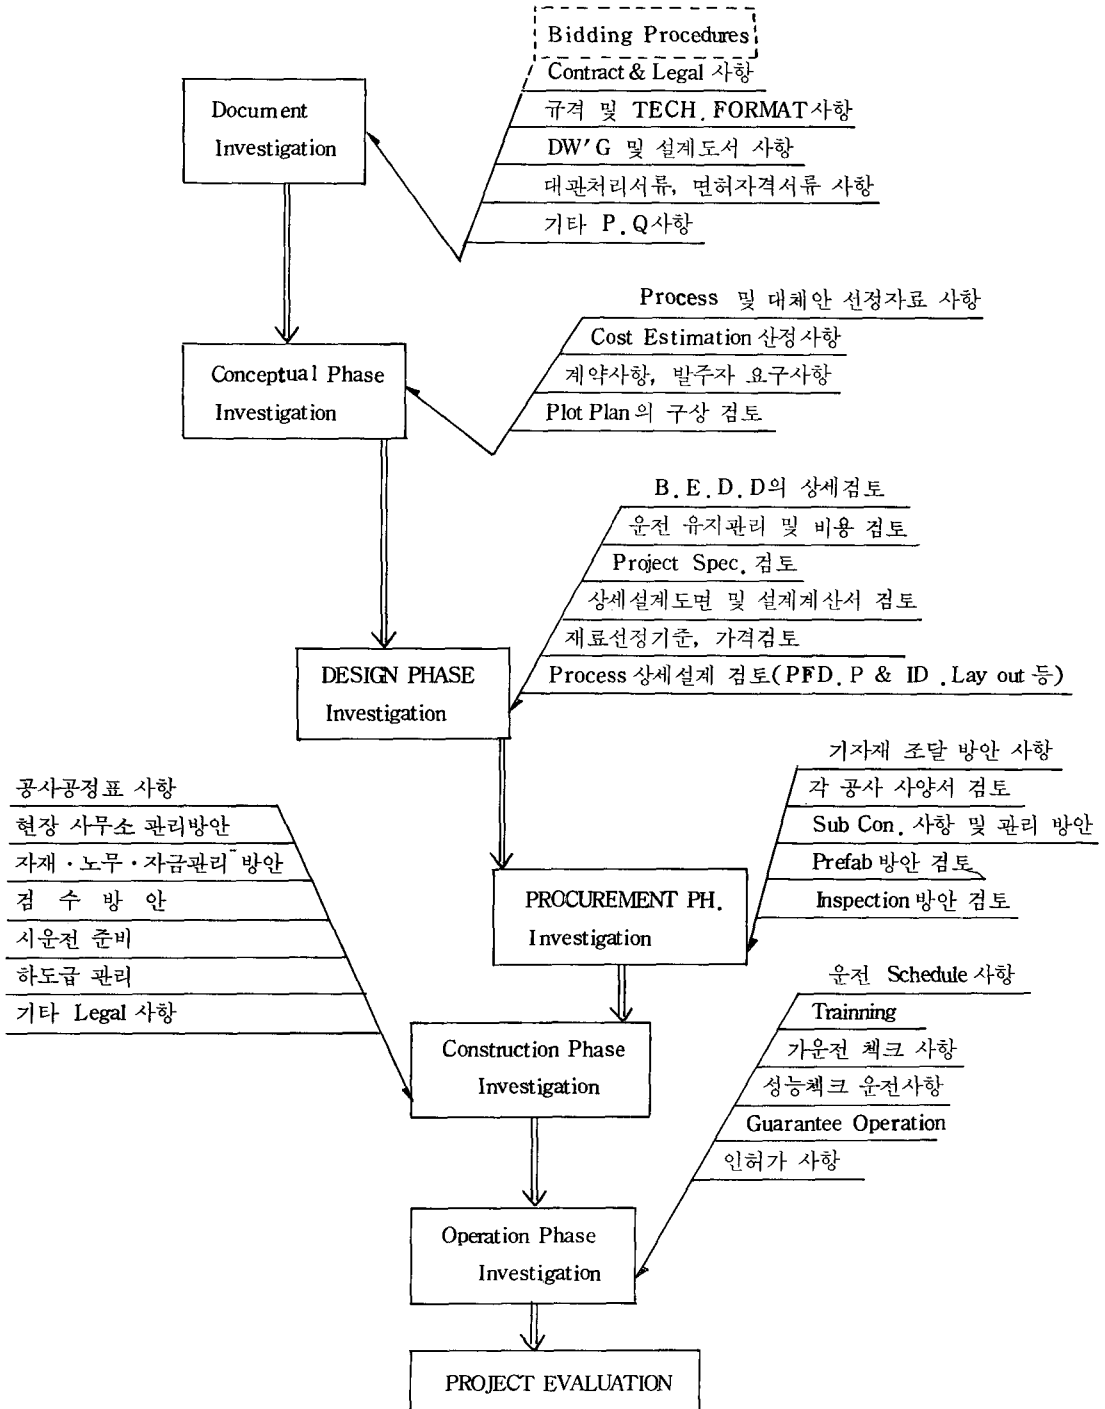 Bidding Procedures
Contract & Legal 사항
규격 및 TECH. FORMAT사항
DW'G 및 설계도서 사항
대관처리서류, 면허자격서류 사항
기타 P.Q사항
Document
Investigation
Process 및 대체안 선정자료 사항
Cost Estimation 산정사항
계약사항, 발주자 요구사항
Plot Plan의 구상 검토
Conceptual Phase
Investigation
B.E.D.D의 상세검토
운전 유지관리 및 비용 검토
Project Spec. 검토
상세설계도면 및 설계계산서 검토
재료선정기준, 가격검토
Process 상세설계 검토(PFD. P & ID .Lay out 등)
DESIGN PHASE
Investigation
기자재 조달 방안 사항
각 공사 사양서 검토
Sub Con. 사항 및 관리 방안
Prefab 방안 검토
Inspection 방안 검토
PROCUREMENT PH.
Investigation
공사공정표 사항
현장 사무소 관리방안
자재·노무·자금관리 방안
검 수 방 안
시운전 준비
하도급 관리
기타 Legal 사항
Construction Phase
Investigation
운전 Schedule 사항
Trainning
가운전 첵크 사항
성능첵크 운전사항
Guarantee Operation
인허가 사항
Operation Phase
Investigation
PROJECT EVALUATION